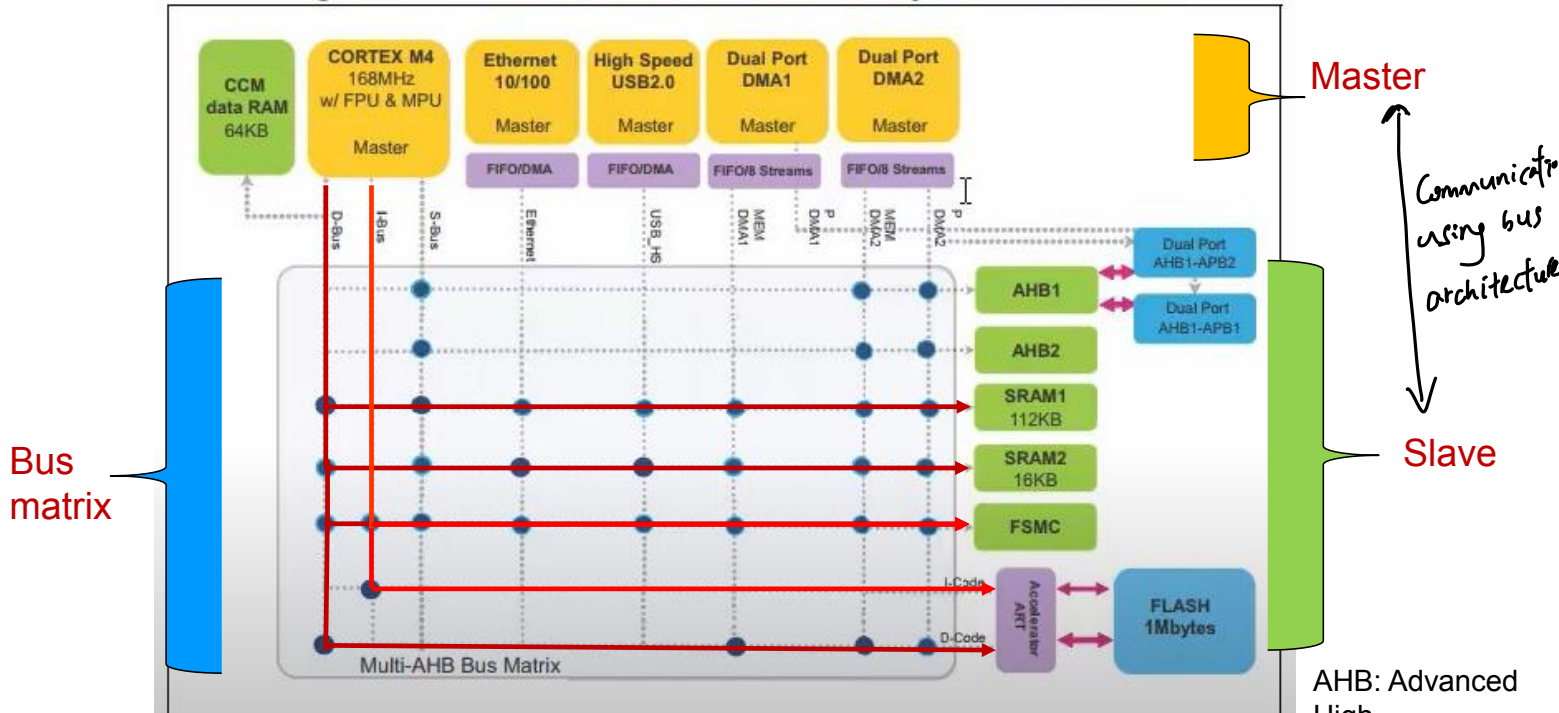 CCM
data RAM
64KB
CORTEX M4
168MHz
w/ FPU & MPU
Master
Ethernet
10/100
Master
High Speed
USB2.0
Master
Dual Port
DMA1
Master
Dual Port
DMA2
Master
FIFO/DMA
FIFO/DMA
FIFO/8 Streams
FIFO/8 Streams
D-Bus
I-Bus
S-Bus
Ethernet
USB_HS
MEM
DMA1
P
DMA1
MEM
DMA2
P
DMA2
Dual Port
AHB1-APB2
Dual Port
AHB1-APB1
AHB1
AHB2
SRAM1
112KB
SRAM2
16KB
FSMC
I-Code
D-Code
Accelerator
ART
FLASH
1Mbytes
Multi-AHB Bus Matrix
Bus
matrix
Master
Communicatio
using bus
architecture
Slave
AHB: Advanced